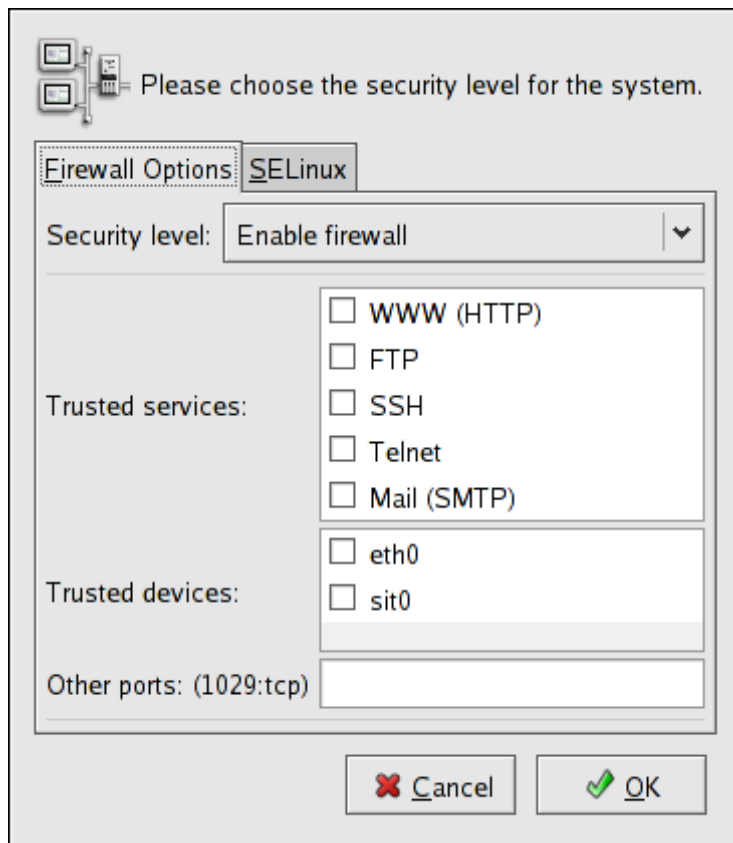 Please choose the security level for the system.
Firewall Options
SELinux
Security level:
Enable firewall
Trusted services:
WWW (HTTP)
FTP
SSH
Telnet
Mail (SMTP)
Trusted devices:
eth0
sit0
Other ports: (1029:tcp)
Cancel
OK